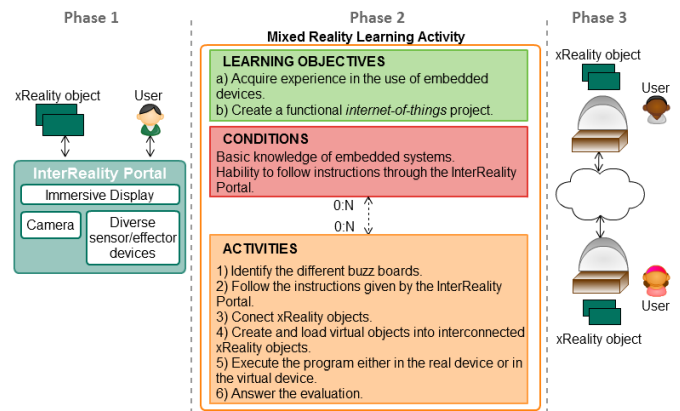 Phase 1
Phase 2
Phase 3
xReality object
User
InterReality Portal
Immersive Display
Camera
Diverse
sensor/effector
devices
Mixed Reality Learning Activity
LEARNING OBJECTIVES
a) Acquire experience in the use of embedded
devices.
b) Create a functional internet-of-things project.
CONDITIONS
Basic knowledge of embedded systems.
Hability to follow instructions through the InterReality
Portal.
0:N
0:N
ACTIVITIES
1) Identify the different buzz boards.
2) Follow the instructions given by the InterReality
Portal.
3) Conect xReality objects.
4) Create and load virtual objects into interconnected
xReality objects.
5) Execute the program either in the real device or in
the virtual device.
6) Answer the evaluation.
xReality object
User
User
xReality object